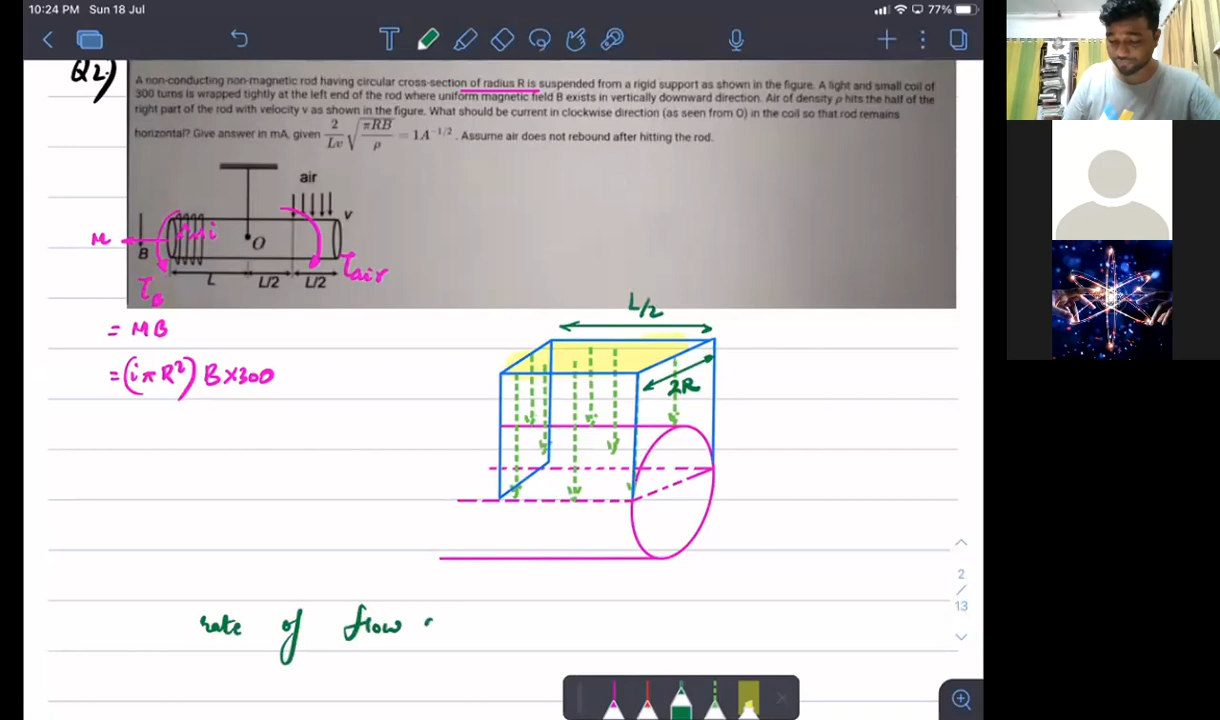 10:24 PM Sun 18 Jul
77%
Q2)
A non-conducting non-magnetic rod having circular cross-section of radius R is suspended from a rigid support as shown in the figure. A light and small coil of
300 turns is wrapped tightly at the left end of the rod where uniform magnetic field B exists in vertically downward direction. Air of density ρ hits the half of the
right part of the rod with velocity v as shown in the figure. What should be current in clockwise direction (as seen from O) in the coil so that rod remains
horizontal? Give answer in mA, given 2/Lv √(πRB/ρ) = 1A^{-1/2}. Assume air does not rebound after hitting the rod.
air
v
i
M
O
B
τair
L
L/2
L/2
τB
= MB
= (iπR²) B×300
L/2
2R
rate of flow
2
/
13